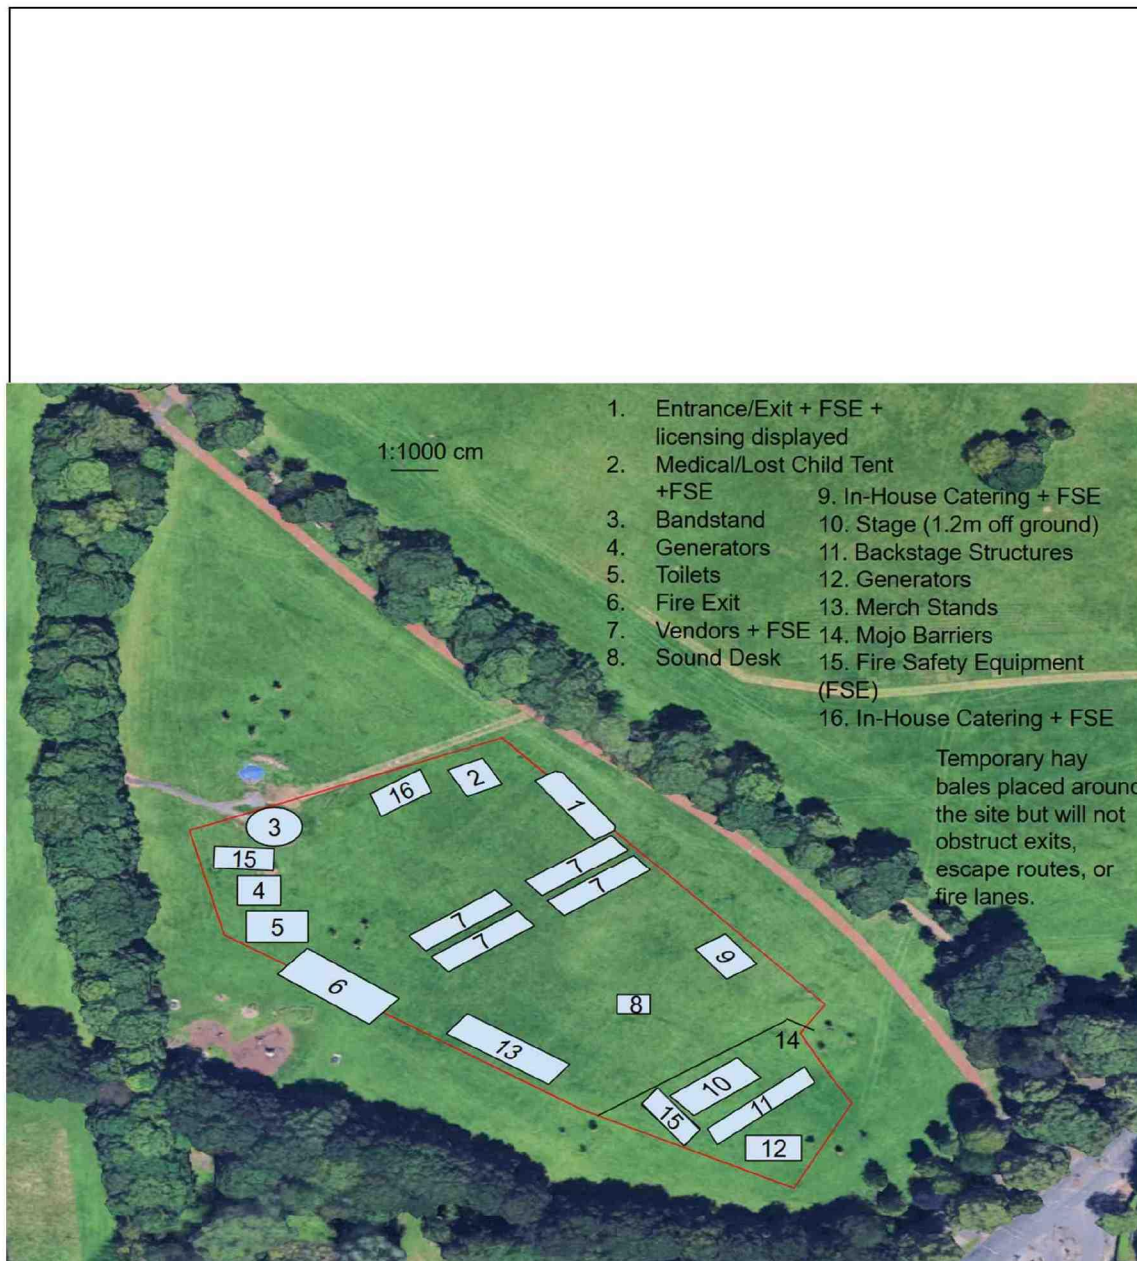 1:1000 cm
1. Entrance/Exit + FSE +
licensing displayed
2. Medical/Lost Child Tent
+FSE
3. Bandstand
4. Generators
5. Toilets
6. Fire Exit
7. Vendors + FSE
8. Sound Desk
9. In-House Catering + FSE
10. Stage (1.2m off ground)
11. Backstage Structures
12. Generators
13. Merch Stands
14. Mojo Barriers
15. Fire Safety Equipment
(FSE)
16. In-House Catering + FSE
Temporary hay
bales placed around
the site but will not
obstruct exits,
escape routes, or
fire lanes.
16
2
1
3
15
4
5
6
7
7
7
7
9
8
13
14
10
11
15
12